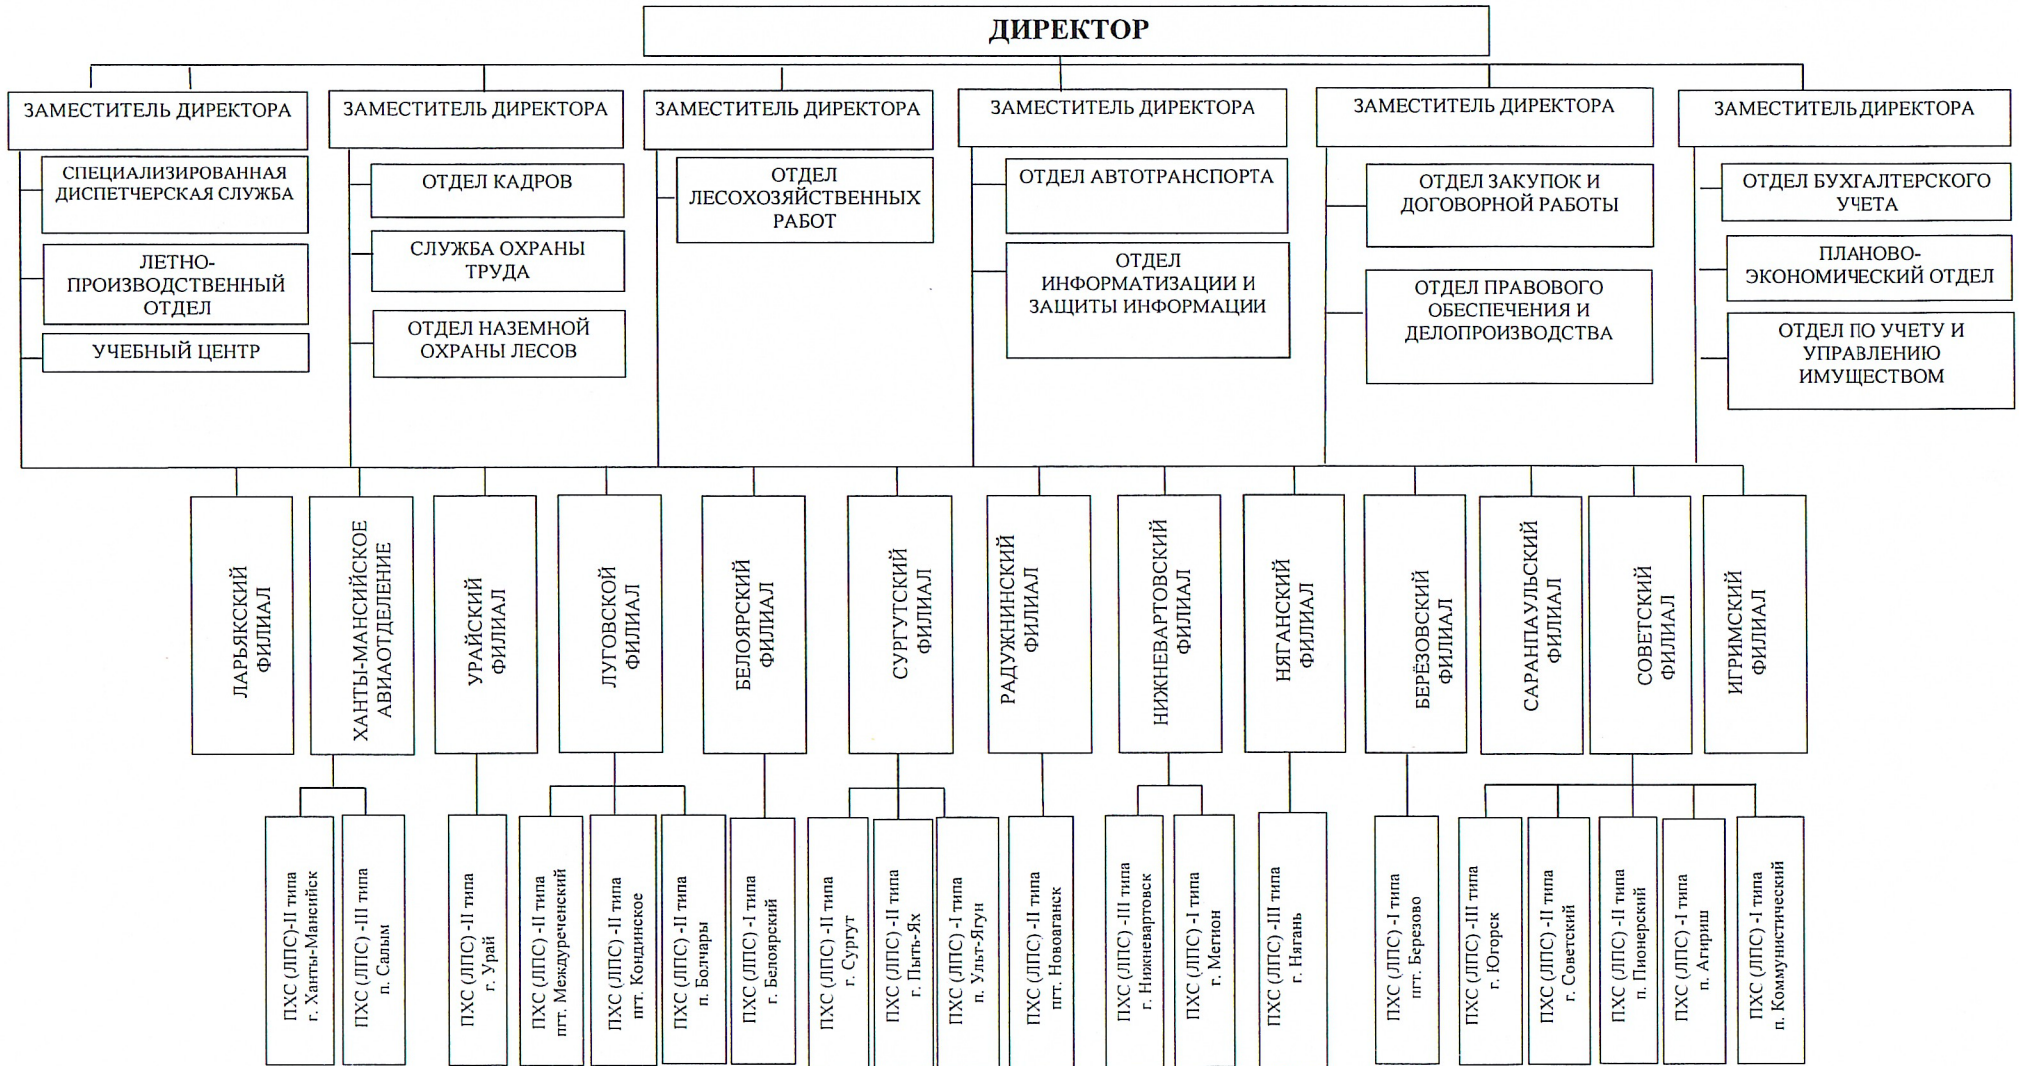 ДИРЕКТОР
ЗАМЕСТИТЕЛЬ ДИРЕКТОРА
СПЕЦИАЛИЗИРОВАННАЯ
ДИСПЕТЧЕРСКАЯ СЛУЖБА
ЛЕТНО-
ПРОИЗВОДСТВЕННЫЙ
ОТДЕЛ
УЧЕБНЫЙ ЦЕНТР
ЗАМЕСТИТЕЛЬ ДИРЕКТОРА
ОТДЕЛ КАДРОВ
СЛУЖБА ОХРАНЫ
ТРУДА
ОТДЕЛ НАЗЕМНОЙ
ОХРАНЫ ЛЕСОВ
ЗАМЕСТИТЕЛЬ ДИРЕКТОРА
ОТДЕЛ
ЛЕСОХОЗЯЙСТВЕННЫХ
РАБОТ
ЗАМЕСТИТЕЛЬ ДИРЕКТОРА
ОТДЕЛ АВТОТРАНСПОРТА
ОТДЕЛ
ИНФОРМАТИЗАЦИИ И
ЗАЩИТЫ ИНФОРМАЦИИ
ЗАМЕСТИТЕЛЬ ДИРЕКТОРА
ОТДЕЛ ЗАКУПОК И
ДОГОВОРНОЙ РАБОТЫ
ОТДЕЛ ПРАВОВОГО
ОБЕСПЕЧЕНИЯ И
ДЕЛОПРОИЗВОДСТВА
ЗАМЕСТИТЕЛЬ ДИРЕКТОРА
ОТДЕЛ БУХГАЛТЕРСКОГО
УЧЕТА
ПЛАНОВО-
ЭКОНОМИЧЕСКИЙ ОТДЕЛ
ОТДЕЛ ПО УЧЕТУ И
УПРАВЛЕНИЮ
ИМУЩЕСТВОМ
ЛАРЬЯКСКИЙ
ФИЛИАЛ
ХАНТЫ-МАНСИЙСКОЕ
АВИАОТДЕЛЕНИЕ
УРАЙСКИЙ
ФИЛИАЛ
ЛУГОВСКОЙ
ФИЛИАЛ
БЕЛОЯРСКИЙ
ФИЛИАЛ
СУРГУТСКИЙ
ФИЛИАЛ
РАДУЖНИНСКИЙ
ФИЛИАЛ
НИЖНЕВАРТОВСКИЙ
ФИЛИАЛ
НЯГАНСКИЙ
ФИЛИАЛ
БЕРЁЗОВСКИЙ
ФИЛИАЛ
САРАНПАУЛЬСКИЙ
ФИЛИАЛ
СОВЕТСКИЙ
ФИЛИАЛ
ИГРИМСКИЙ
ФИЛИАЛ
ПХС (ЛПС)-II типа
г. Ханты-Мансийск
ПХС (ЛПС) -III типа
п. Салым
ПХС (ЛПС) -II типа
г. Урай
ПХС (ЛПС) -II типа
пгт. Междуреченский
ПХС (ЛПС) -II типа
пгт. Кондинское
ПХС (ЛПС) -II типа
п. Болчары
ПХС (ЛПС) -I типа
г. Белоярский
ПХС (ЛПС) -II типа
г. Сургут
ПХС (ЛПС) -II типа
г. Пыть-Ях
ПХС (ЛПС) -I типа
п. Ульт-Ягун
ПХС (ЛПС) -II типа
пгт. Новоаганск
ПХС (ЛПС) -III типа
г. Нижневартовск
ПХС (ЛПС) -I типа
г. Мегион
ПХС (ЛПС) -III типа
г. Нягань
ПХС (ЛПС) -I типа
пгт. Березово
ПХС (ЛПС) -III типа
г. Югорск
ПХС (ЛПС) -II типа
г. Советский
ПХС (ЛПС) -II типа
п. Пионерский
ПХС (ЛПС) -I типа
п. Агириш
ПХС (ЛПС) -I типа
п. Коммунистический